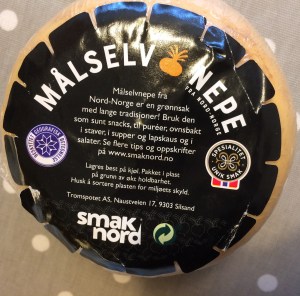 MÅLSELV NEPE
FRA NORD-NORGE
Målselvnepe fra
Nord-Norge er en grønnsak
med lange tradisjoner! Bruk den
som sunt snacks, til puréer, ovnsbakt
i staver, i supper og lapskaus og i
salater. Se flere tips og oppskrifter
på www.smaknord.no
BESKYTTET GEOGRAFISK
SPESIALITET
UNIK SMAK
Lagres best på kjøl. Pakket i plast
på grunn av økt holdbarhet.
Husk å sortere plasten for miljøets skyld.
Tromspotet AS, Naustveien 17, 9303 Silsand
smak
nord